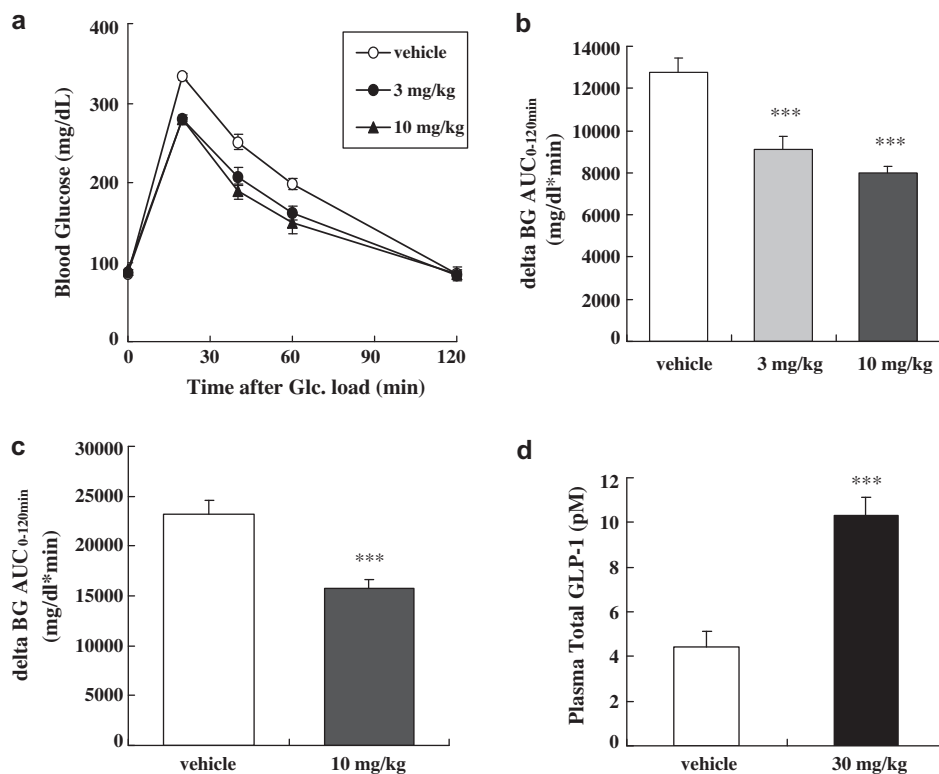 a
400
300
200
100
0
Blood Glucose (mg/dL)
vehicle
3 mg/kg
10 mg/kg
0 30 60 90 120
Time after Glc. load (min)
b
14000
12000
10000
8000
6000
4000
2000
0
delta BG AUC0-120min
(mg/dl*min)
***
***
vehicle 3 mg/kg 10 mg/kg
c
30000
25000
20000
15000
10000
5000
0
delta BG AUC0-120min
(mg/dl*min)
***
vehicle 10 mg/kg
d
12
10
8
6
4
2
0
Plasma Total GLP-1 (pM)
***
vehicle 30 mg/kg